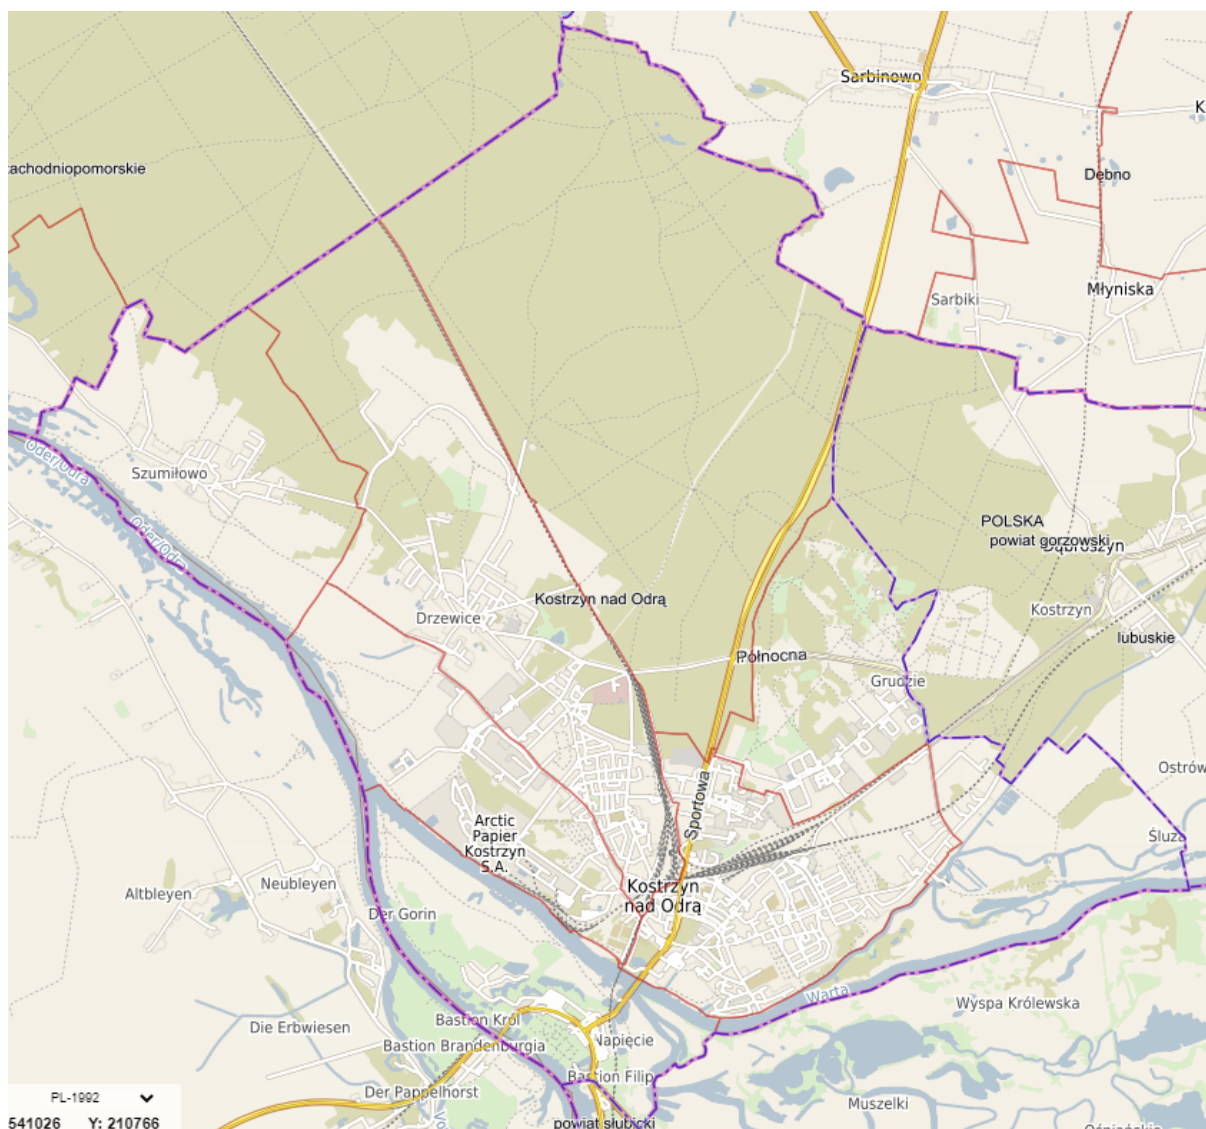 Sarbinowo
K
zachodniopomorskie
Dębno
Młyniska
Sarbiki
Oder/Odra
Szumiłowo
Oder/Odra
POLSKA
powiat gorzowski
Dąbroszyn
Kostrzyn nad Odrą
Kostrzyn
Drzewice
lubuskie
Północna
Grudzie
Ostrów
Sportowa
Arctic
Papier
Kostrzyn
S.A.
Śluza
Neubleyen
Altbleyen
Kostrzyn
nad Odrą
Der Gorin
Warta
Wyspa Królewska
Bastion Król
Die Erbwiesen
Napięcie
Bastion Brandenburgia
Bastion Filip
Der Pappelhorst
PL-1992
Muszelki
541026 Y: 210766
powiat słubicki